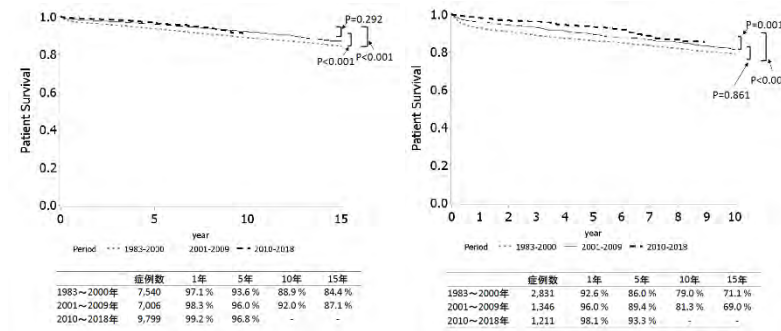 1.0
0.8
0.6
0.4
0.2
0.0
Patient Survival
0
5
10
15
year
P=0.292
P<0.001
P<0.001
Period
1983-2000
2001-2009
2010-2018
症例数 1年 5年 10年 15年
1983～2000年 7,540 97.1 % 93.6 % 88.9 % 84.4 %
2001～2009年 7,006 98.3 % 96.0 % 92.0 % 87.1 %
2010～2018年 9,799 99.2 % 96.8 % - -
1.0
0.8
0.6
0.4
0.2
0.0
Patient Survival
0 1 2 3 4 5 6 7 8 9 10
year
P=0.001
P<0.00
P=0.861
Period
1983-2000
2001-2009
2010-2018
症例数 1年 5年 10年 15年
1983～2000年 2,831 92.6 % 86.0 % 79.0 % 71.1 %
2001～2009年 1,346 96.0 % 89.4 % 81.3 % 69.0 %
2010～2018年 1,211 98.1 % 93.3 % - -